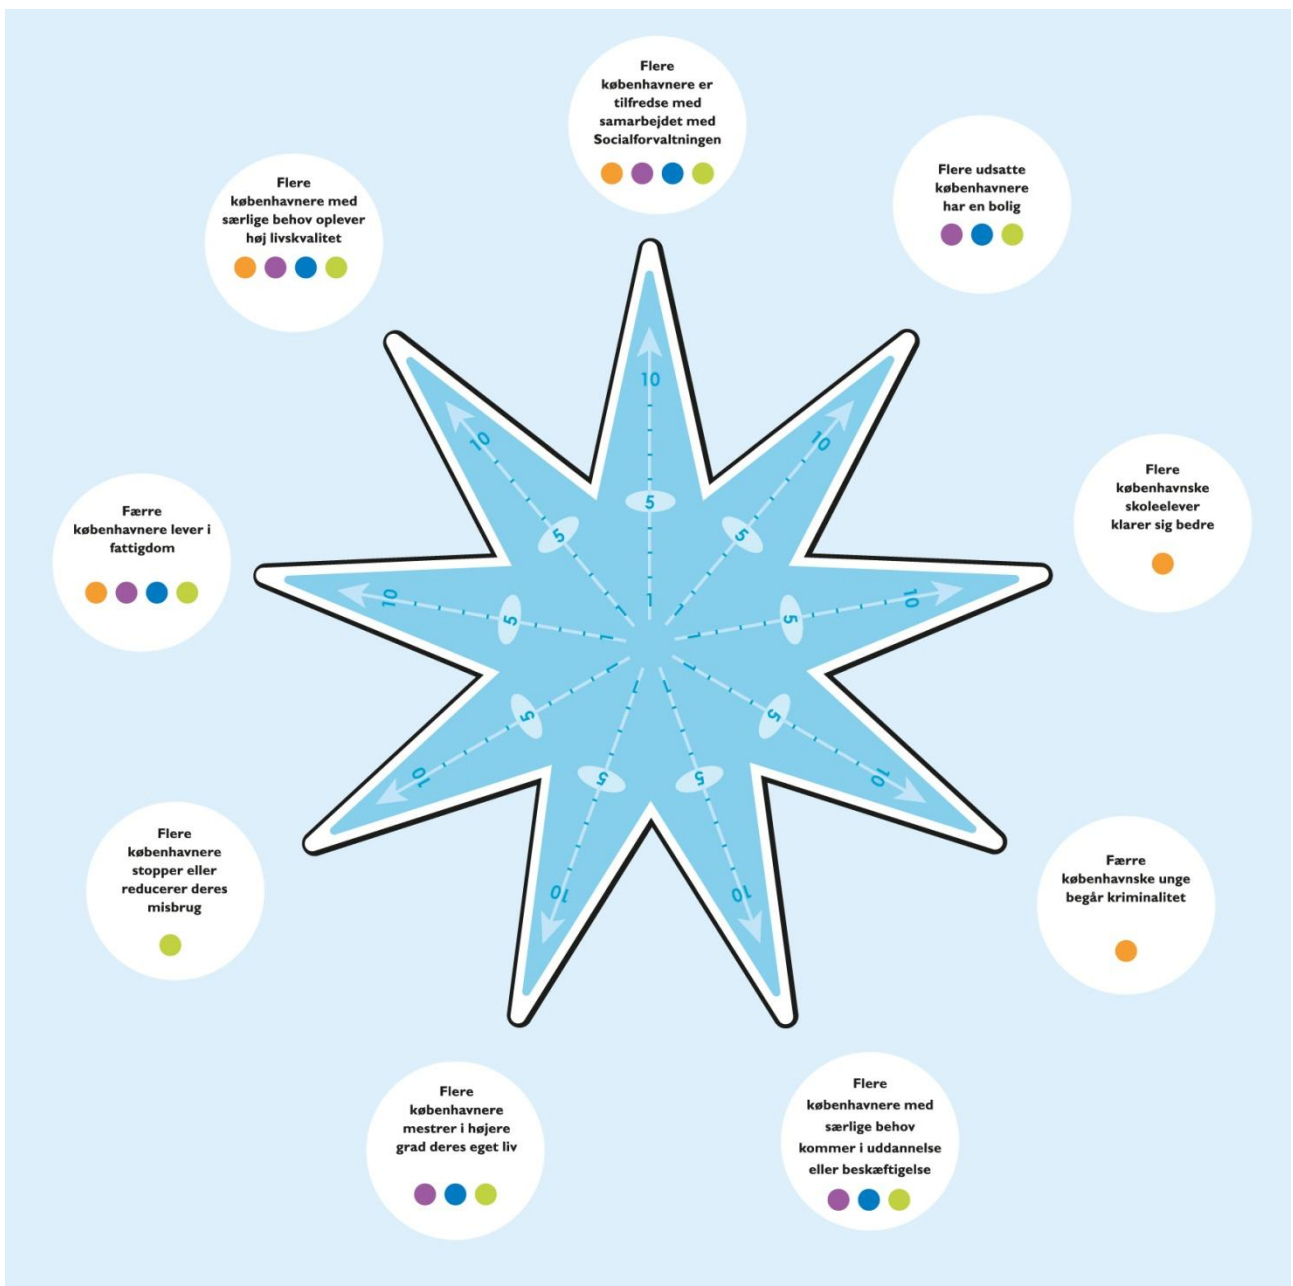 Flere
københavnere er
tilfredse med
samarbejdet med
Socialforvaltningen
Flere udsatte
københavnere
har en bolig
Flere
københavnske
skoleelever
klarer sig bedre
Færre
københavnske unge
begår kriminalitet
Flere
københavnere med
særlige behov
kommer i uddannelse
eller beskæftigelse
Flere
københavnere
mestrer i højere
grad deres eget liv
Flere
københavnere
stopper eller
reducerer deres
misbrug
Færre
københavnere lever i
fattigdom
Flere
københavnere med
særlige behov oplever
høj livskvalitet
10
5
1
10
5
1
10
5
1
10
5
1
10
5
1
10
5
1
10
5
1
10
5
1
10
5
1